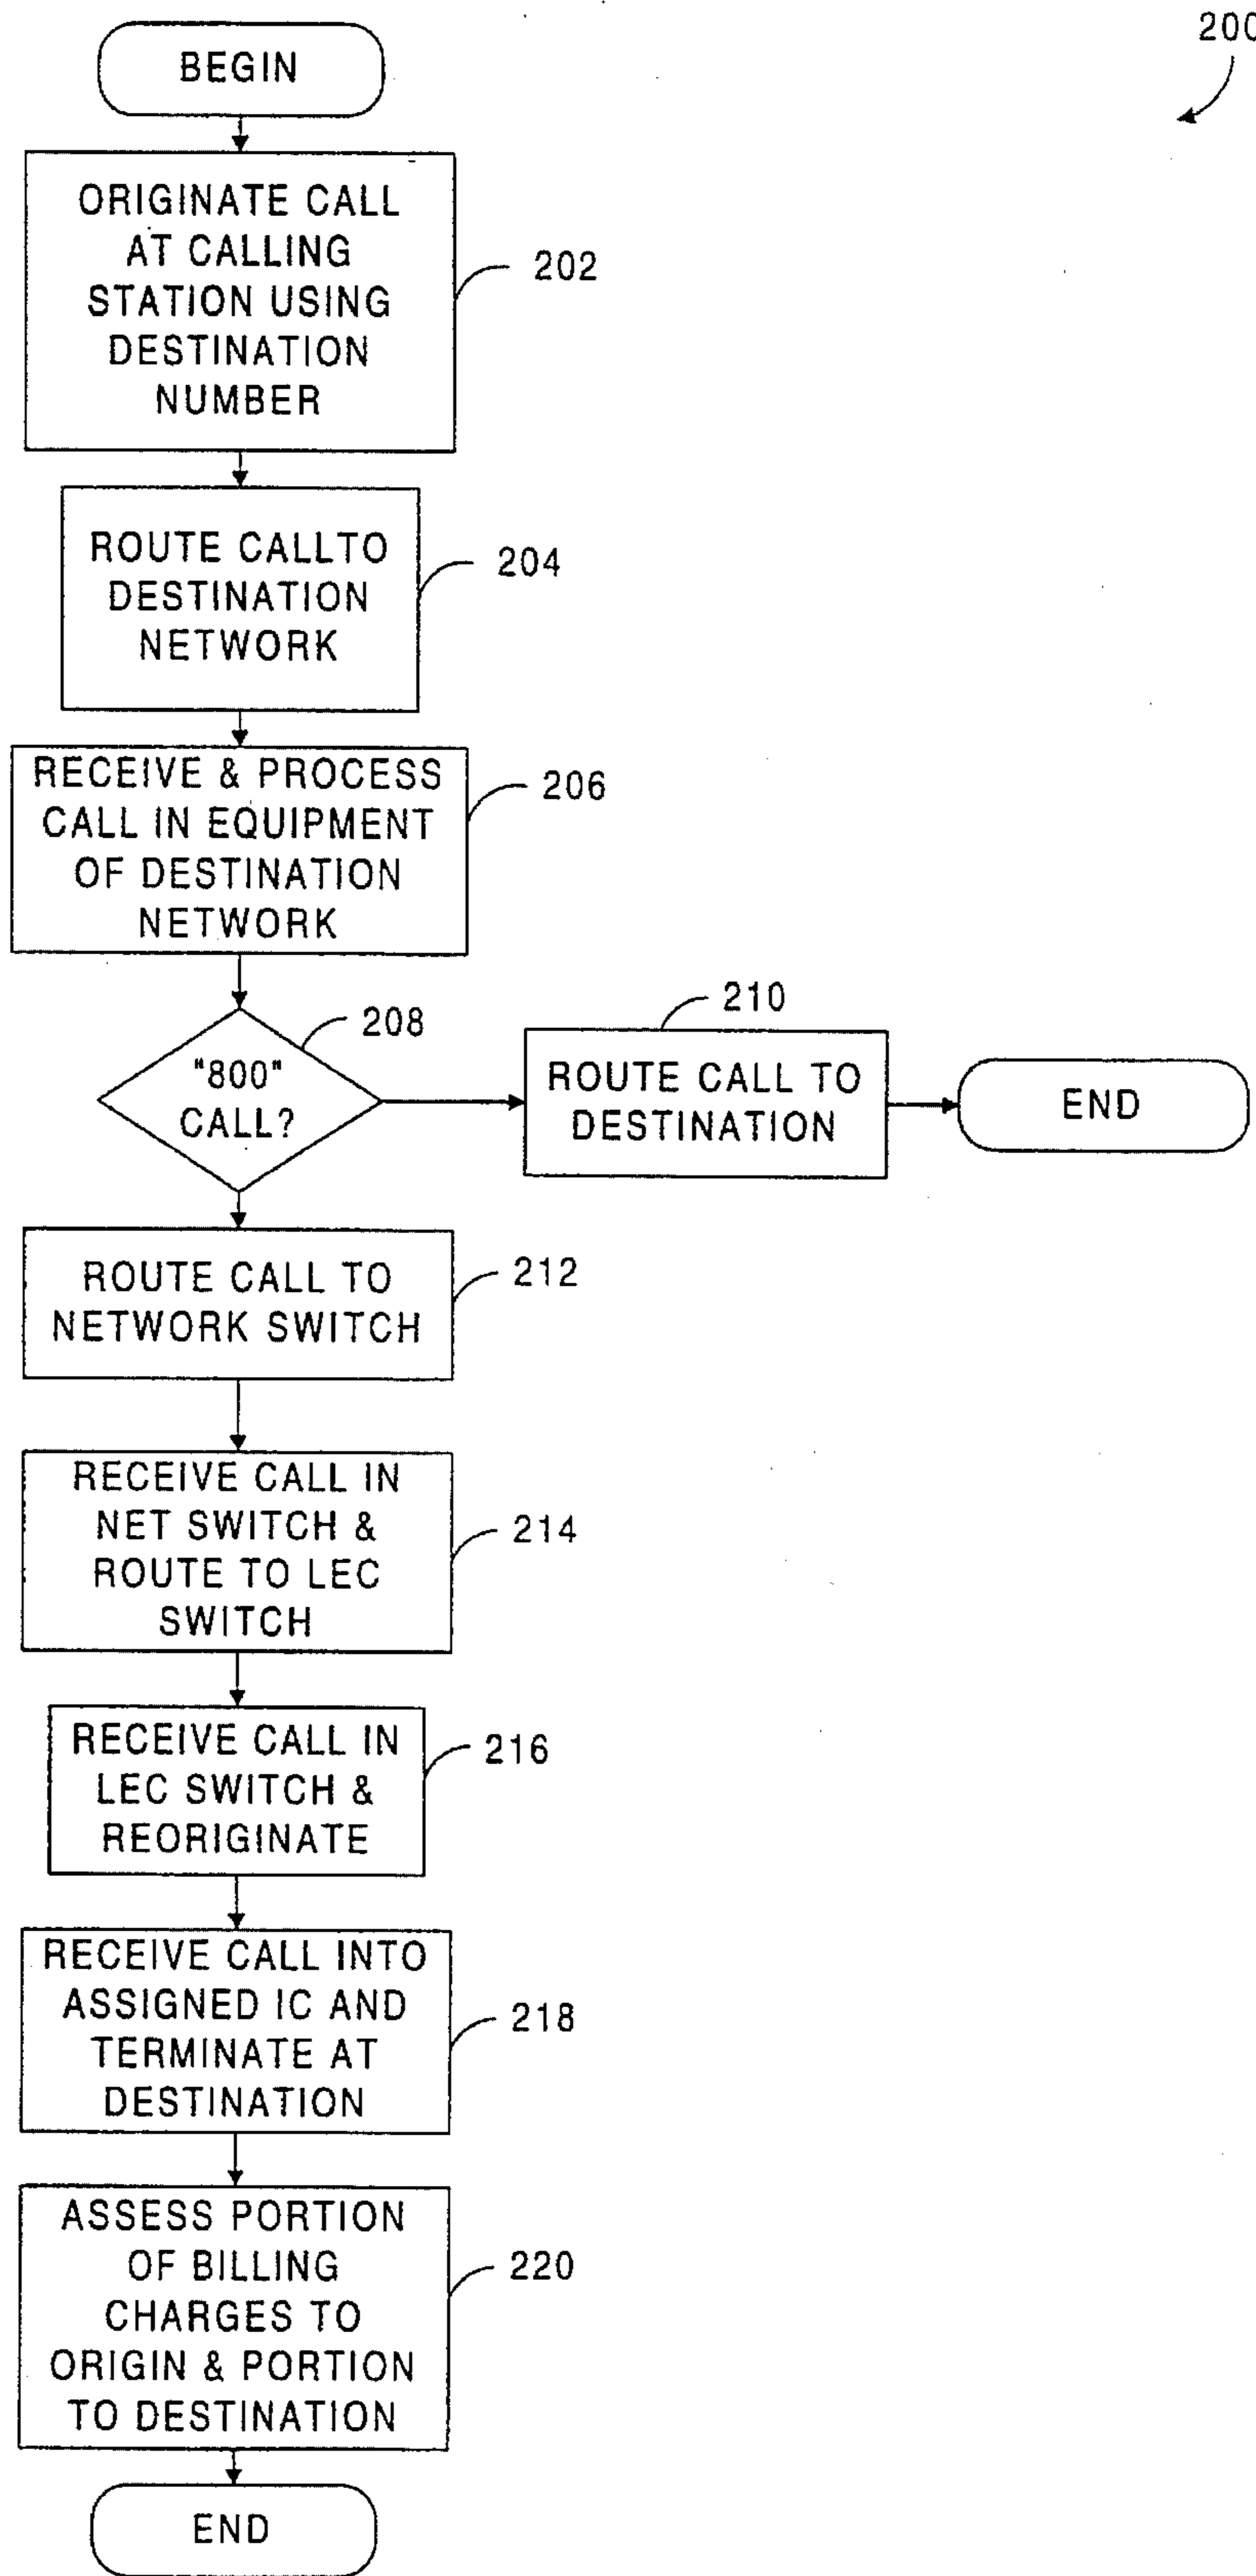 200
BEGIN
ORIGINATE CALL
AT CALLING
STATION USING
DESTINATION
NUMBER
202
ROUTE CALLTO
DESTINATION
NETWORK
204
RECEIVE & PROCESS
CALL IN EQUIPMENT
OF DESTINATION
NETWORK
206
"800"
CALL?
208
210
ROUTE CALL TO
DESTINATION
END
ROUTE CALL TO
NETWORK SWITCH
212
RECEIVE CALL IN
NET SWITCH &
ROUTE TO LEC
SWITCH
214
RECEIVE CALL IN
LEC SWITCH &
REORIGINATE
216
RECEIVE CALL INTO
ASSIGNED IC AND
TERMINATE AT
DESTINATION
218
ASSESS PORTION
OF BILLING
CHARGES TO
ORIGIN & PORTION
TO DESTINATION
220
END